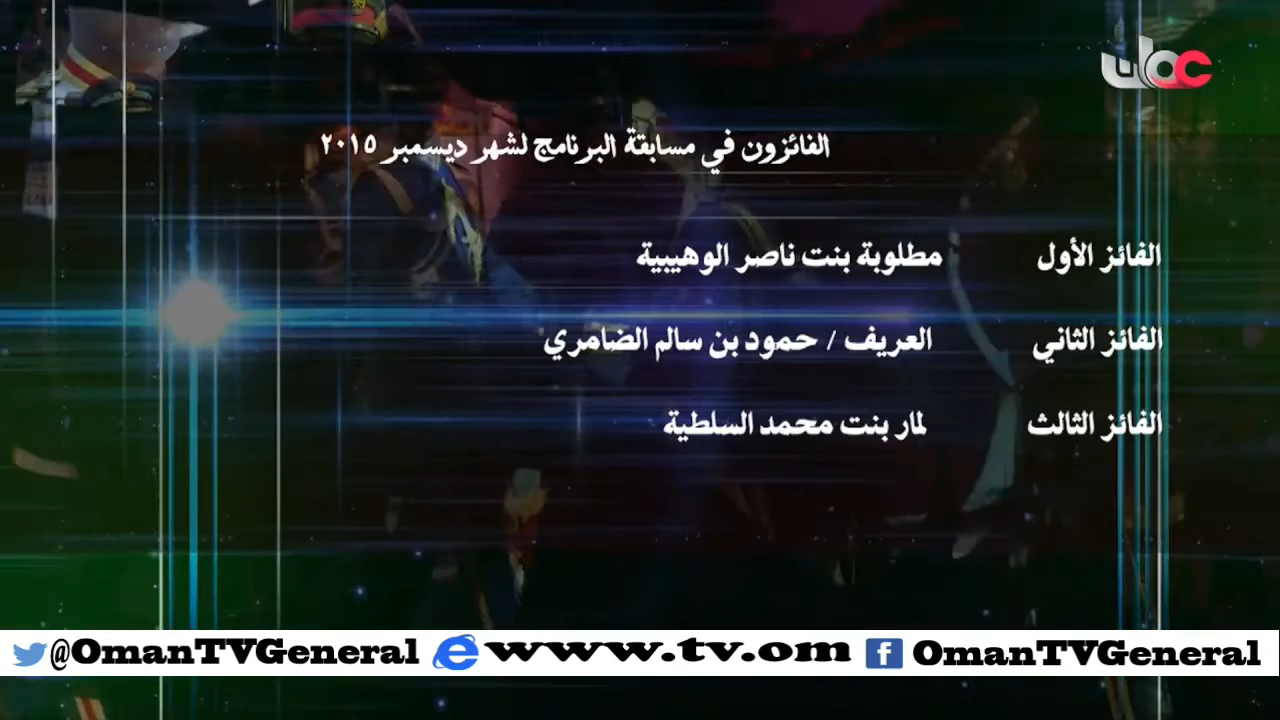 الفائزون في مسابقة البرنامج لشهر ديسمبر ٢٠١٥
الفائز الأول مطلوبة بنت ناصر الوهيبية
الفائز الثاني العريف / حمود بن سالم الضامري
الفائز الثالث لمار بنت محمد السلطية
@OmanTVGeneral www.tv.om OmanTVGeneral